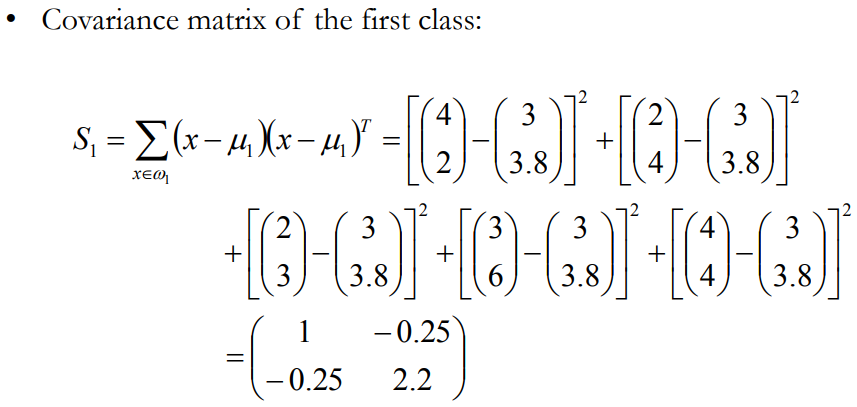 • Covariance matrix of the first class:
S₁ = ∑_{x∈ω₁} (x − μ₁)(x − μ₁)ᵀ = [(4 2) − (3 3.8)]² + [(2 4) − (3 3.8)]²
+ [(2 3) − (3 3.8)]² + [(3 6) − (3 3.8)]² + [(4 4) − (3 3.8)]²
= (1 −0.25 −0.25 2.2)